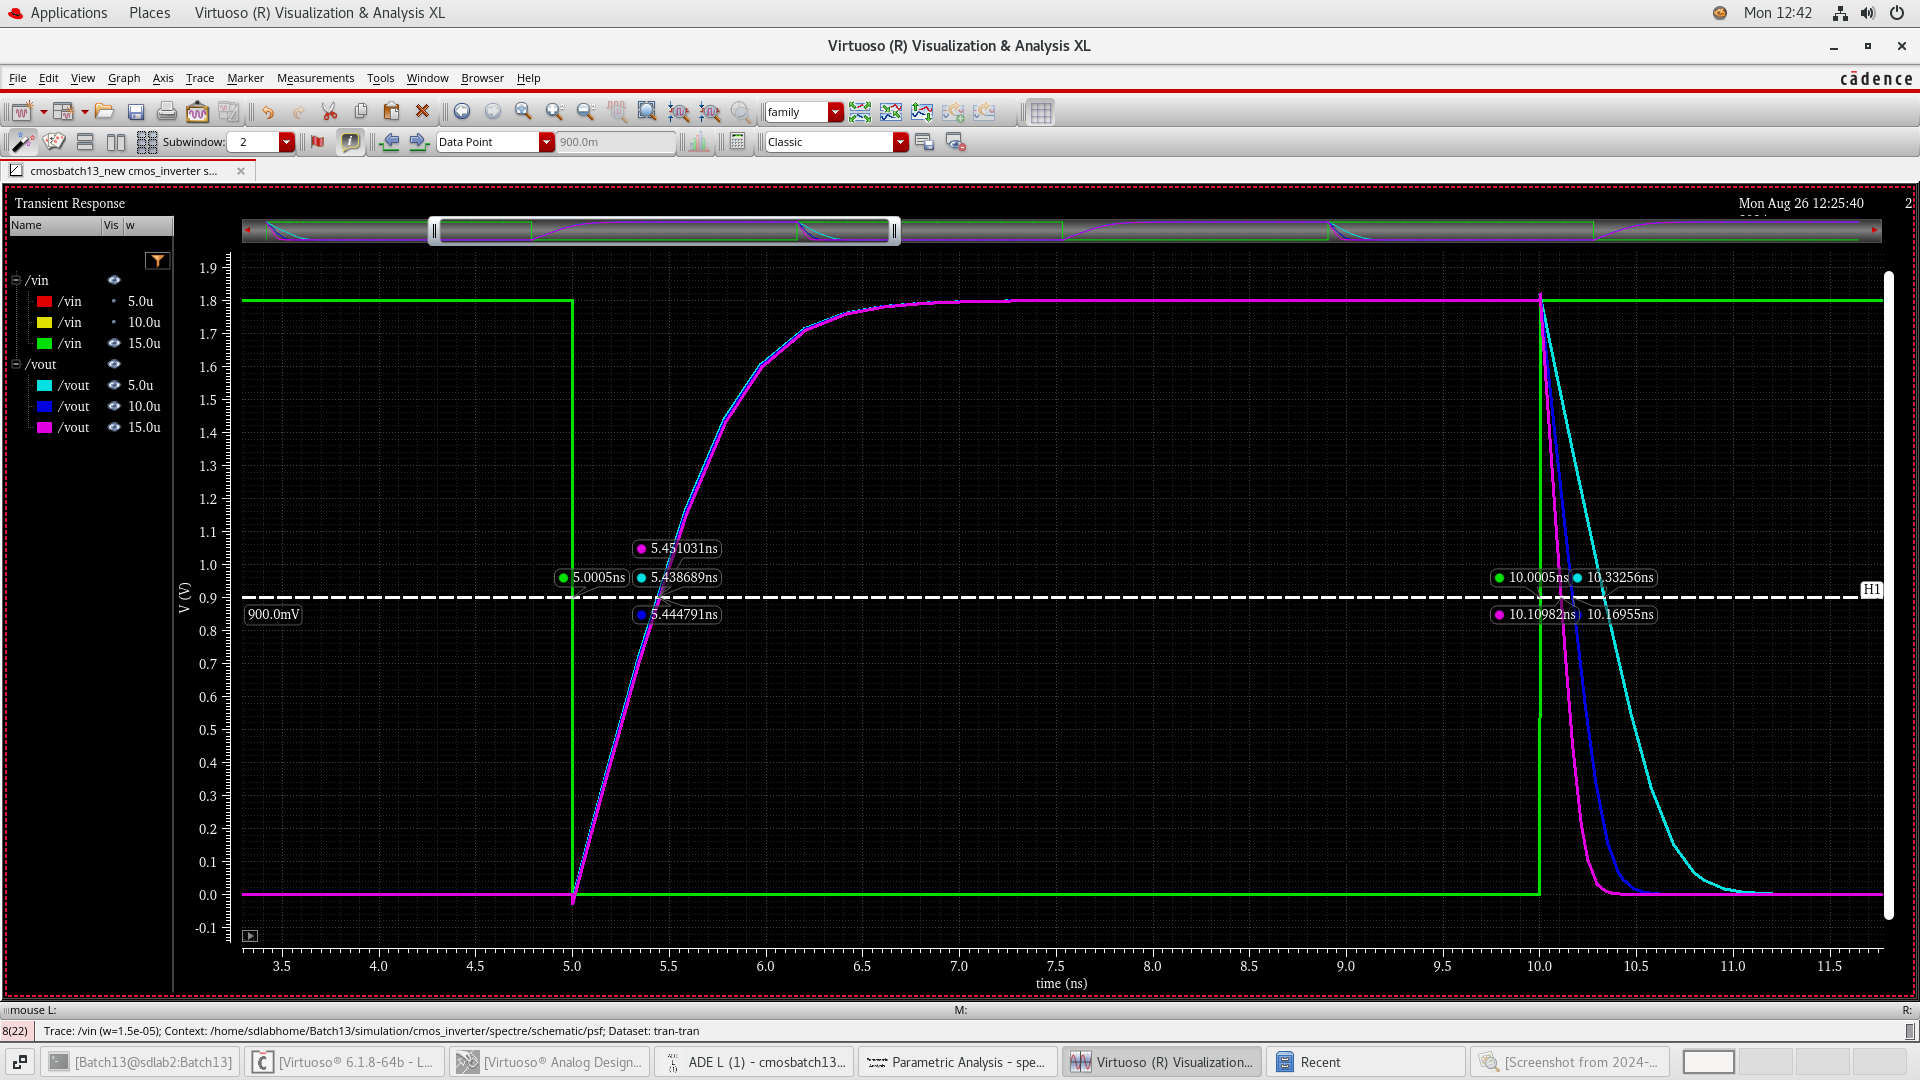 Applications Places Virtuoso (R) Visualization & Analysis XL Mon 12:42
Virtuoso (R) Visualization & Analysis XL
File Edit View Graph Axis Trace Marker Measurements Tools Options Window Browser Help cādence
family
Subwindow: 2 Data Point 900.0m Classic
cmosbatch13_new cmos_inverter s...
Transient Response Mon Aug 26 12:25:40 2
Name Vis w
/vin
/vin 5.0u
/vin 10.0u
/vin 15.0u
/vout
/vout 5.0u
/vout 10.0u
/vout 15.0u
V (V)
1.9
1.8
1.7
1.6
1.5
1.4
1.3
1.2
1.1
1.0
0.9
0.8
0.7
0.6
0.5
0.4
0.3
0.2
0.1
0.0
-0.1
5.451031ns
5.0005ns 5.438689ns 10.0005ns 10.33256ns
H1
900.0mV 5.444791ns 10.10982ns 10.16955ns
3.5 4.0 4.5 5.0 5.5 6.0 6.5 7.0 7.5 8.0 8.5 9.0 9.5 10.0 10.5 11.0 11.5
time (ns)
mouse L: M: R:
8(22) Trace: /vin (w=1.5e-05); Context: /home/sdlabhome/Batch13/simulation/cmos_inverter/spectre/schematic/psf; Dataset: tran-tran
[Batch13@sdlab2:Batch13] [Virtuoso® 6.1.8-64b - L... [Virtuoso® Analog Design... ADE L (1) - cmosbatch13... Parametric Analysis - spe... Virtuoso (R) Visualization... Recent [Screenshot from 2024-...